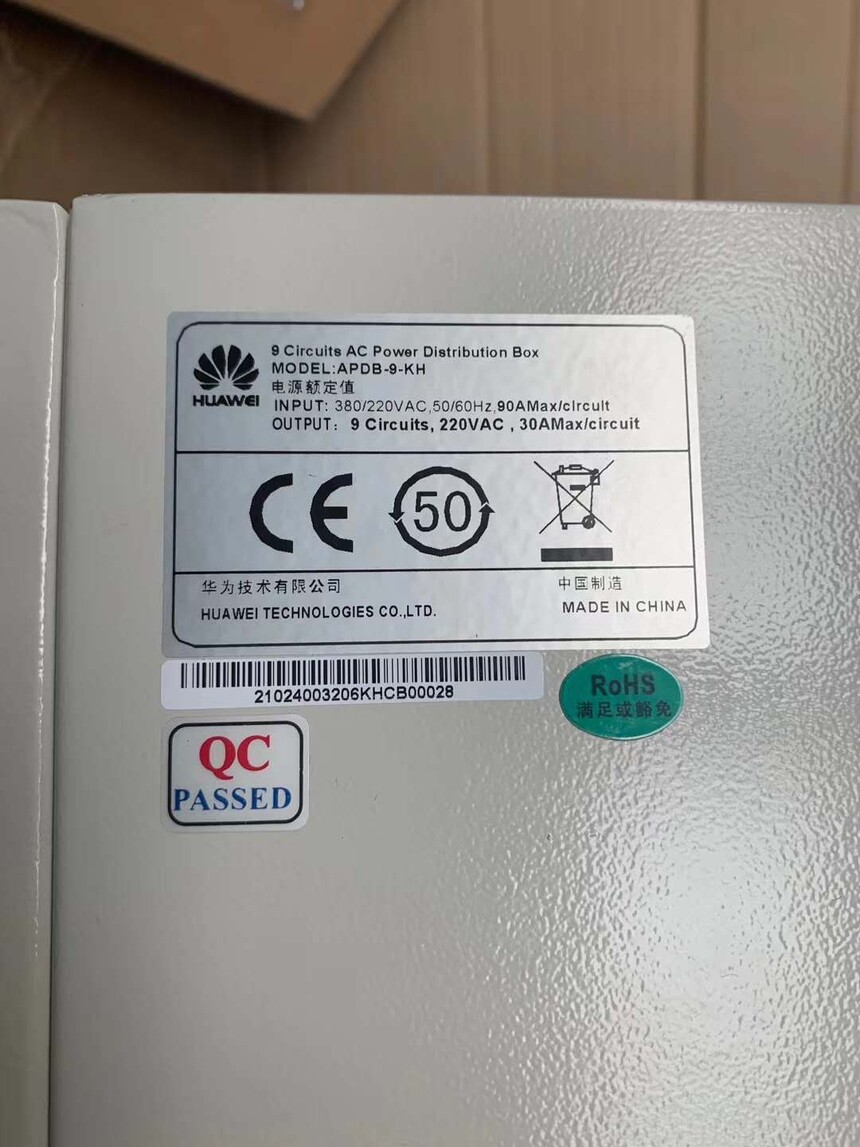 9 Circuits AC Power Distribution Box
MODEL:APDB-9-KH
电源额定值
HUAWEI
INPUT: 380/220VAC,50/60Hz,90AMax/circuit
OUTPUT: 9 Circuits, 220VAC , 30AMax/circuit
CE
50
华为技术有限公司
中国制造
HUAWEI TECHNOLOGIES CO.,LTD.
MADE IN CHINA
21024003206KHCB00028
RoHS
满足或豁免
QC
PASSED